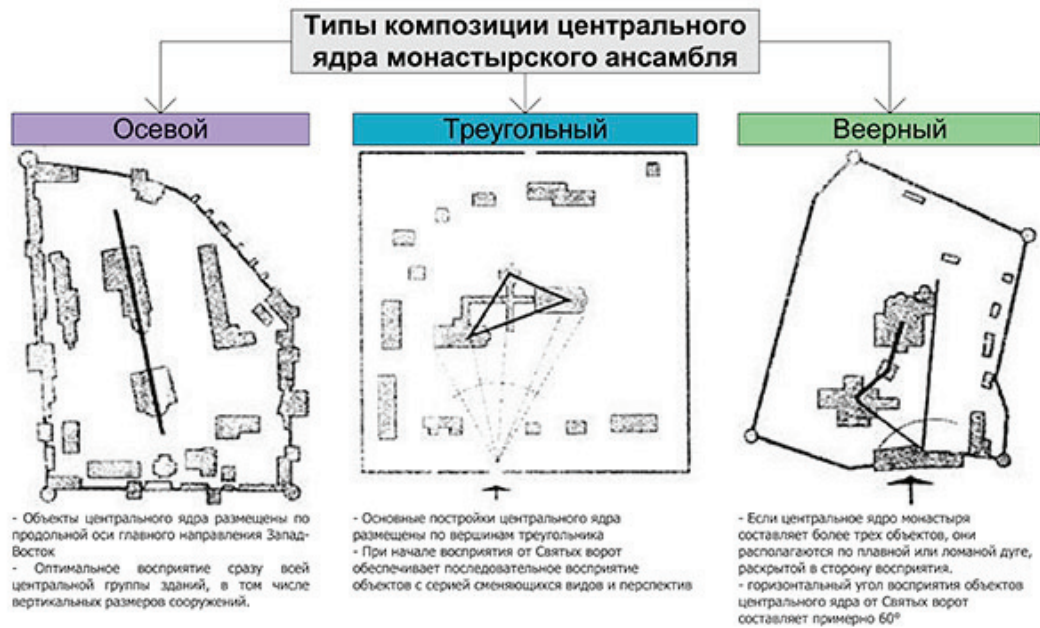 Типы композиции центрального
ядра монастырского ансамбля
Осевой
Треугольный
Веерный
- Объекты центрального ядра размещены по
продольной оси главного направления Запад-
Восток
- Оптимальное восприятие сразу всей
центральной группы зданий, в том числе
вертикальных размеров сооружений.
- Основные постройки центрального ядра
размещены по вершинам треугольника
- При начале восприятия от Святых ворот
обеспечивает последовательное восприятие
объектов с серией сменяющихся видов и перспектив
- Если центральное ядро монастыря
составляет более трех объектов, они
располагаются по плавной или ломаной дуге,
раскрытой в сторону восприятия.
- горизонтальный угол восприятия объектов
центрального ядра от Святых ворот
составляет примерно 60°